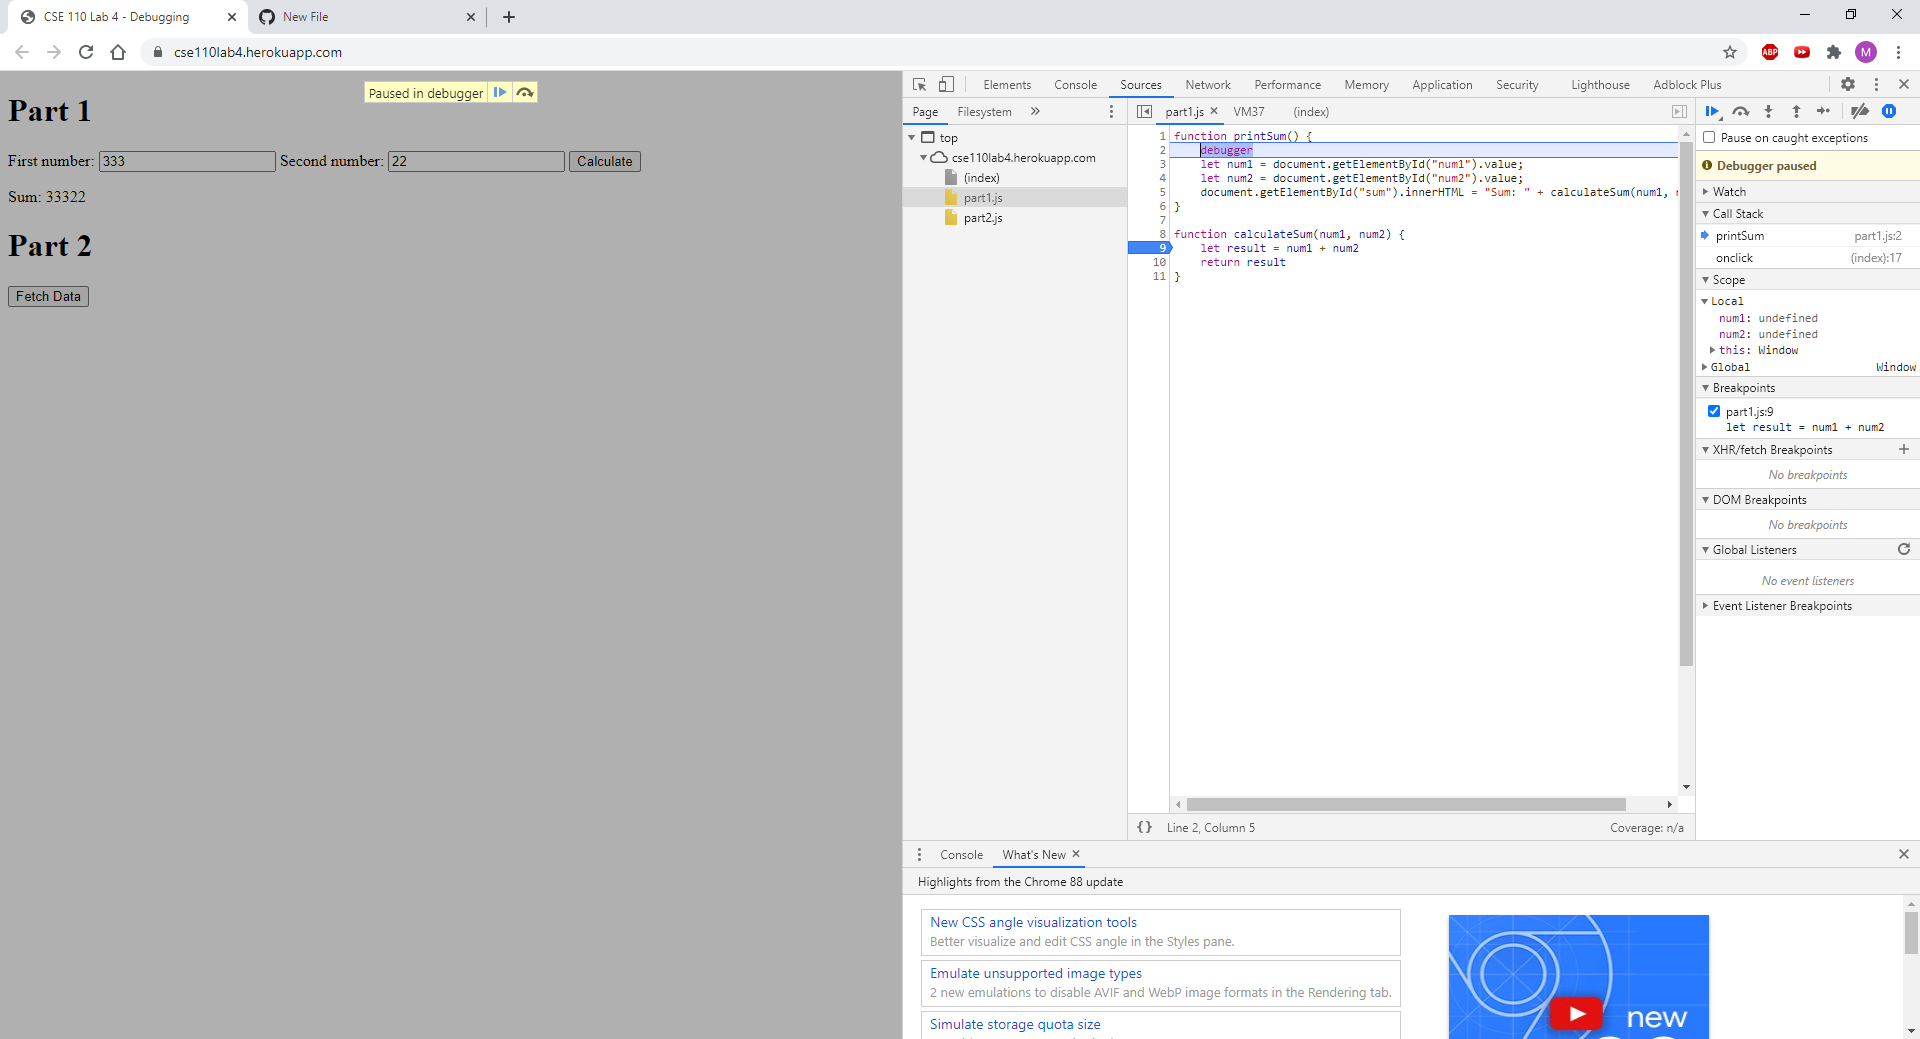 CSE 110 Lab 4 - Debugging
New File
cse110lab4.herokuapp.com
ABP
M
Part 1
Paused in debugger
First number: 333 Second number: 22 Calculate
Sum: 33322
Part 2
Fetch Data
Elements Console Sources Network Performance Memory Application Security Lighthouse Adblock Plus
Page Filesystem
top
cse110lab4.herokuapp.com
(index)
part1.js
part2.js
part1.js VM37 (index)
1 function printSum() {
2 debugger
3 let num1 = document.getElementById("num1").value;
4 let num2 = document.getElementById("num2").value;
5 document.getElementById("sum").innerHTML = "Sum: " + calculateSum(num1,
6 }
7
8 function calculateSum(num1, num2) {
9 let result = num1 + num2
10 return result
11 }
{} Line 2, Column 5 Coverage: n/a
Pause on caught exceptions
Debugger paused
Watch
Call Stack
printSum part1.js:2
onclick (index):17
Scope
Local
num1: undefined
num2: undefined
this: Window
Global Window
Breakpoints
part1.js:9
let result = num1 + num2
XHR/fetch Breakpoints
No breakpoints
DOM Breakpoints
No breakpoints
Global Listeners
No event listeners
Event Listener Breakpoints
Console What's New
Highlights from the Chrome 88 update
New CSS angle visualization tools
Better visualize and edit CSS angle in the Styles pane.
Emulate unsupported image types
2 new emulations to disable AVIF and WebP image formats in the Rendering tab.
Simulate storage quota size
new